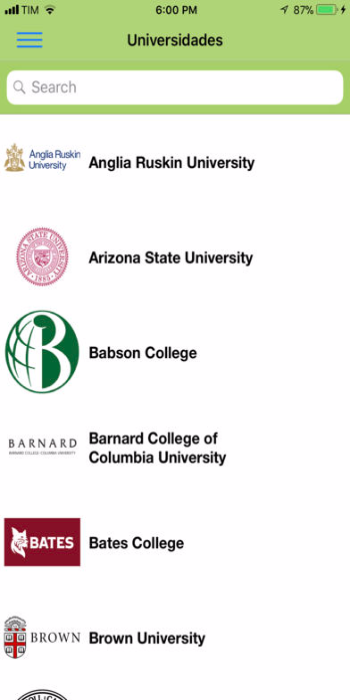 TIM 6:00 PM 87%
Universidades
Search
Anglia Ruskin
University
Anglia Ruskin University
Arizona State University
Babson College
BARNARD
Barnard College of
Columbia University
BATES
Bates College
BROWN
Brown University